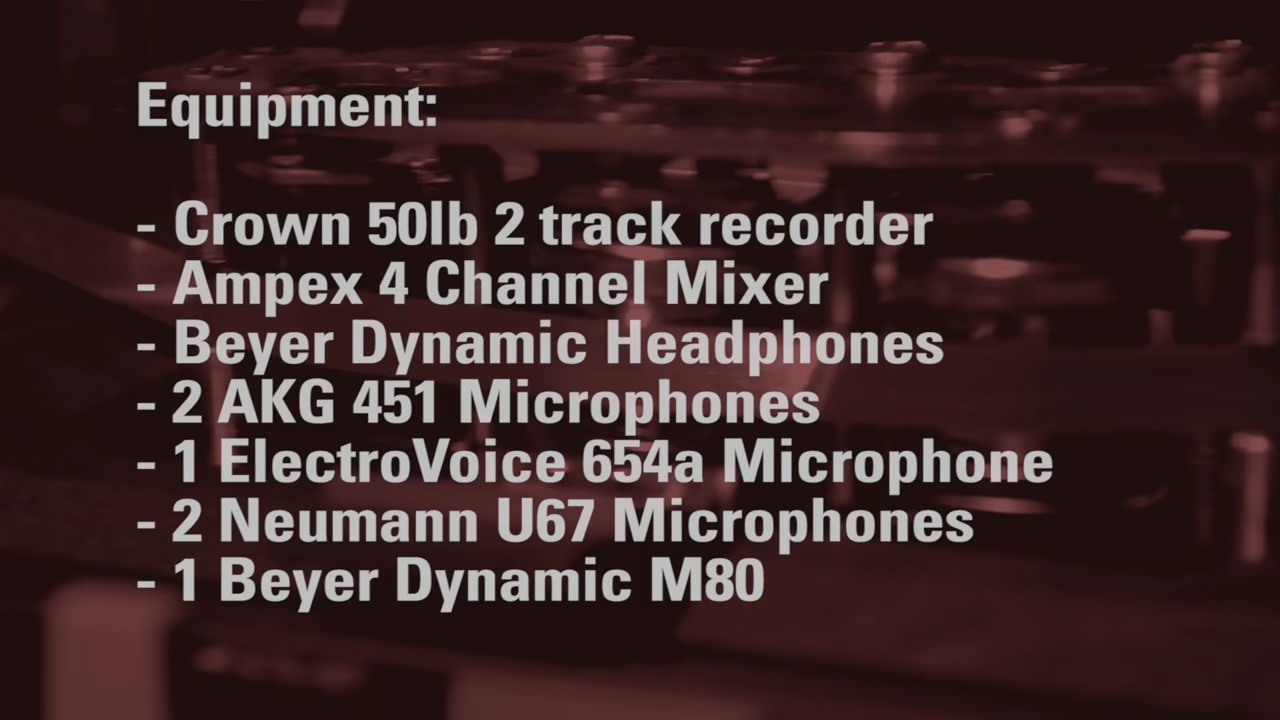 Equipment:
- Crown 50lb 2 track recorder
- Ampex 4 Channel Mixer
- Beyer Dynamic Headphones
- 2 AKG 451 Microphones
- 1 ElectroVoice 654a Microphone
- 2 Neumann U67 Microphones
- 1 Beyer Dynamic M80